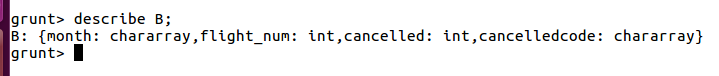 grunt> describe B;
B: {month: chararray,flight_num: int,cancelled: int,cancelledcode: chararray}
grunt>